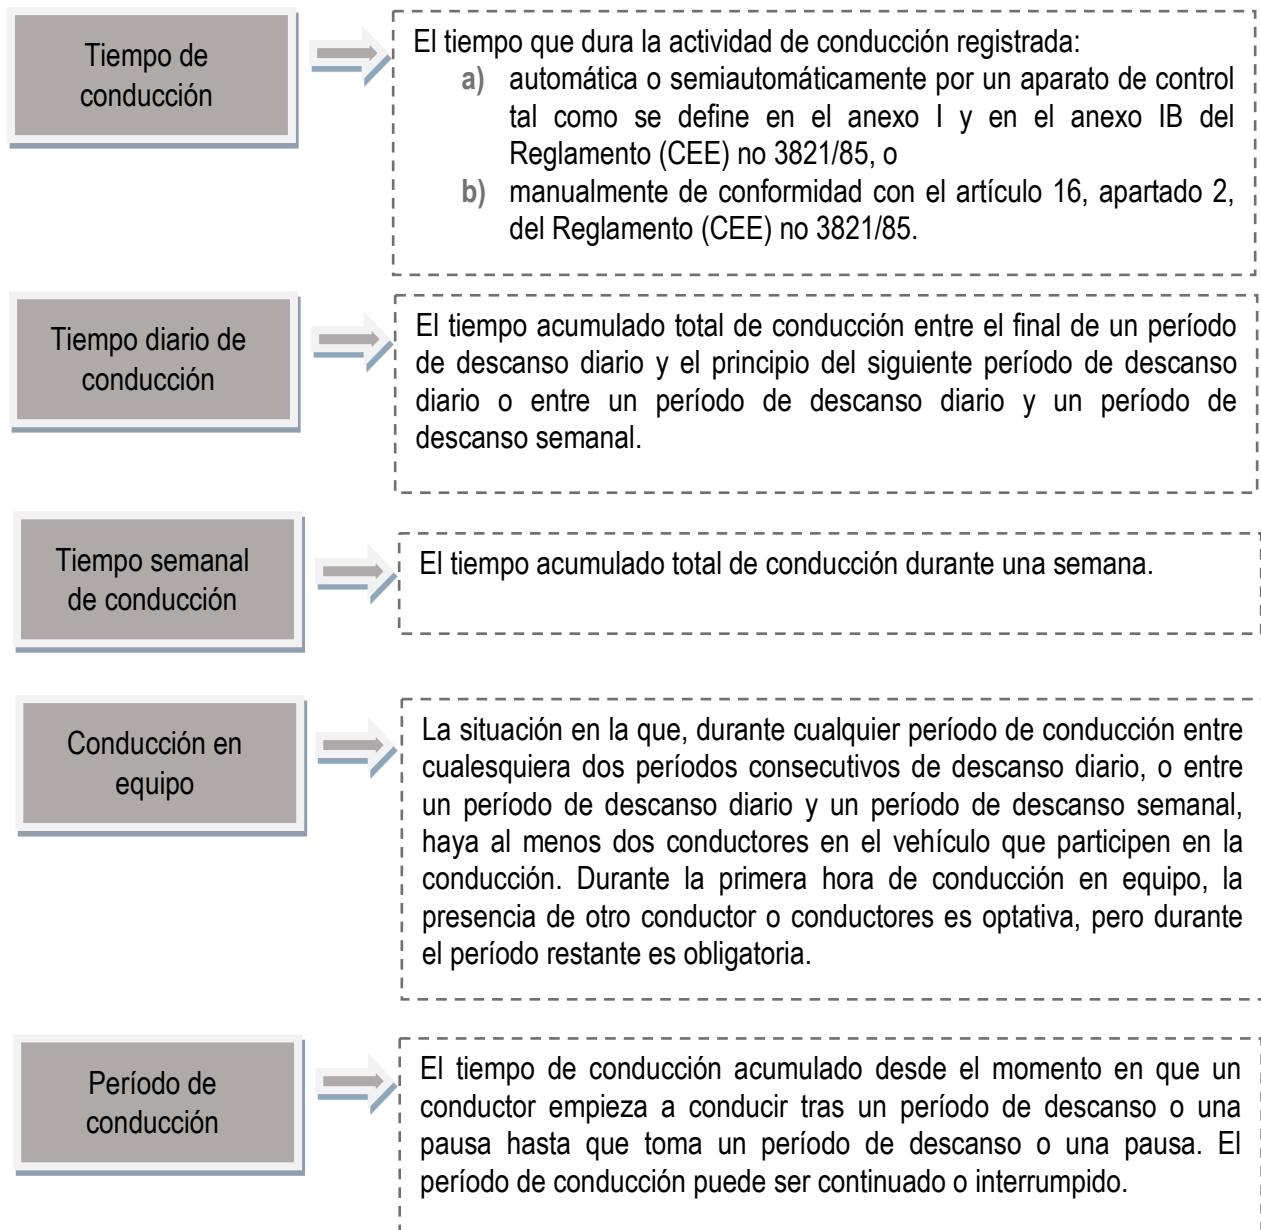 Tiempo de
conducción
El tiempo que dura la actividad de conducción registrada:
a) automática o semiautomáticamente por un aparato de control
tal como se define en el anexo I y en el anexo IB del
Reglamento (CEE) no 3821/85, o
b) manualmente de conformidad con el artículo 16, apartado 2,
del Reglamento (CEE) no 3821/85.
Tiempo diario de
conducción
El tiempo acumulado total de conducción entre el final de un período
de descanso diario y el principio del siguiente período de descanso
diario o entre un período de descanso diario y un período de
descanso semanal.
Tiempo semanal
de conducción
El tiempo acumulado total de conducción durante una semana.
Conducción en
equipo
La situación en la que, durante cualquier período de conducción entre
cualesquiera dos períodos consecutivos de descanso diario, o entre
un período de descanso diario y un período de descanso semanal,
haya al menos dos conductores en el vehículo que participen en la
conducción. Durante la primera hora de conducción en equipo, la
presencia de otro conductor o conductores es optativa, pero durante
el período restante es obligatoria.
Período de
conducción
El tiempo de conducción acumulado desde el momento en que un
conductor empieza a conducir tras un período de descanso o una
pausa hasta que toma un período de descanso o una pausa. El
período de conducción puede ser continuado o interrumpido.